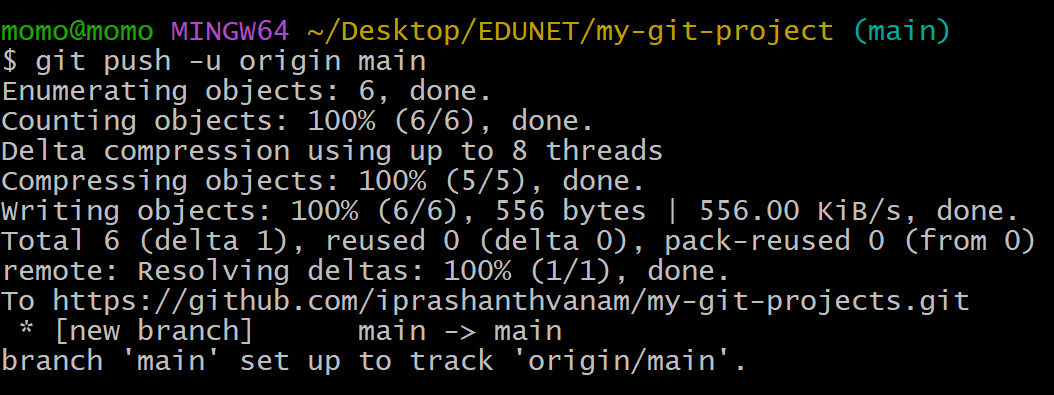 momo@momo MINGW64 ~/Desktop/EDUNET/my-git-project (main)
$ git push -u origin main
Enumerating objects: 6, done.
Counting objects: 100% (6/6), done.
Delta compression using up to 8 threads
Compressing objects: 100% (5/5), done.
Writing objects: 100% (6/6), 556 bytes | 556.00 KiB/s, done.
Total 6 (delta 1), reused 0 (delta 0), pack-reused 0 (from 0)
remote: Resolving deltas: 100% (1/1), done.
To https://github.com/iprashanthvanam/my-git-projects.git
 * [new branch]      main -> main
branch 'main' set up to track 'origin/main'.